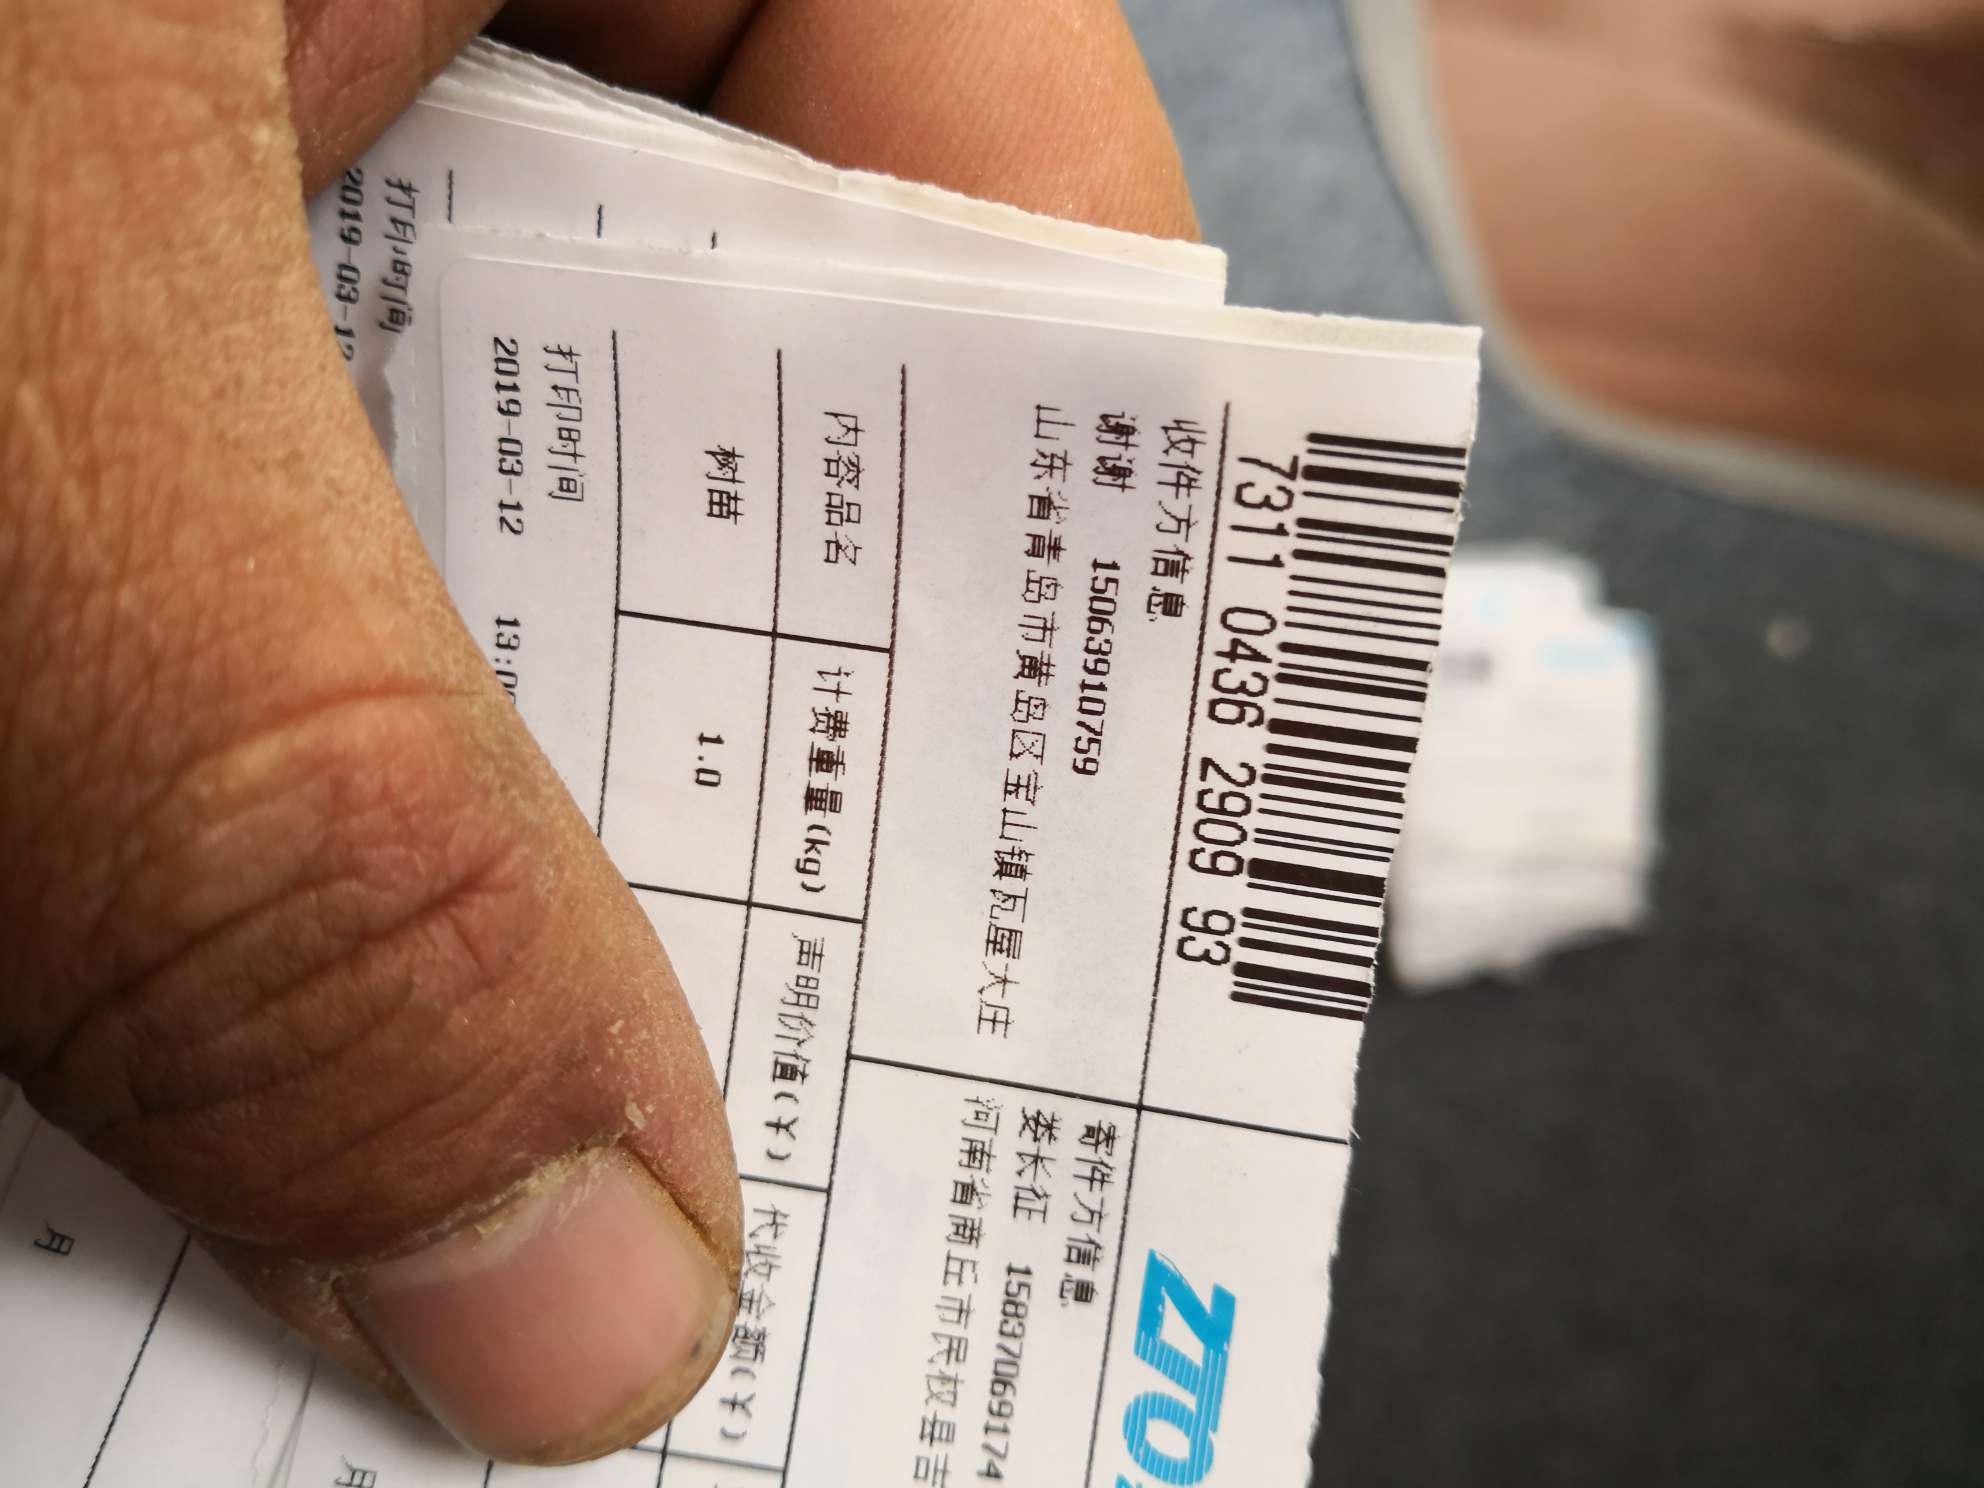 7311 0436 2909 93
ZTO
收件方信息
谢谢 15063910759
山东省青岛市黄岛区宝山镇瓦屋大庄
寄件方信息
娄长征 15837069174
河南省商丘市民权县
内容品名
计费重量(kg)
声明价值(¥)
代收金额(¥)
树苗
1.0
打印时间
2019-03-12 13:0
打印时间
2019-03-12
月
月